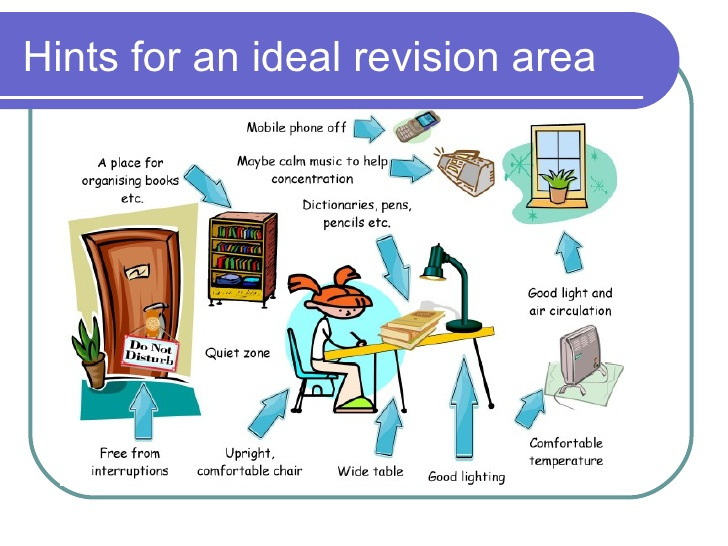 Hints for an ideal revision area
Mobile phone off
A place for
organising books
etc.
Maybe calm music to help
concentration
Dictionaries, pens,
pencils etc.
Good light and
air circulation
Do Not
Disturb
Quiet zone
Free from
interruptions
Upright,
comfortable chair
Wide table
Good lighting
Comfortable
temperature